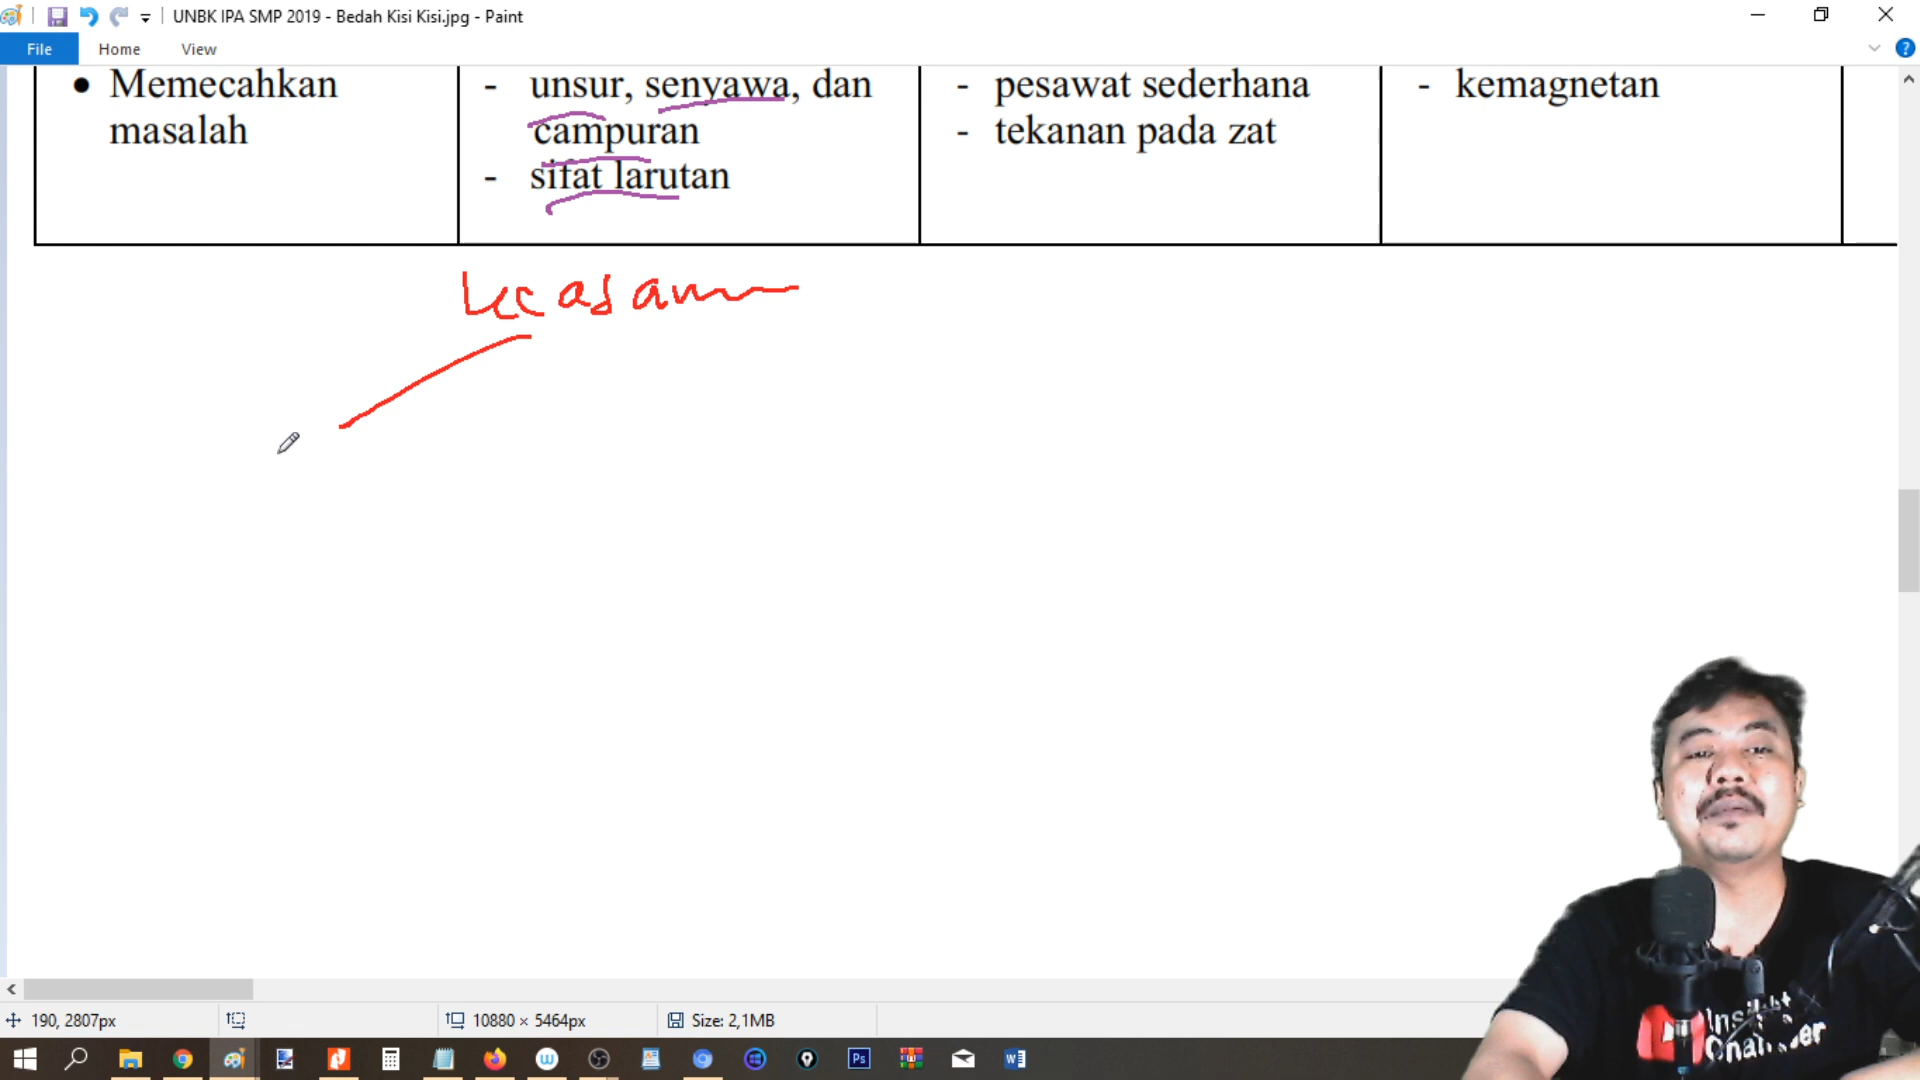 UNBK IPA SMP 2019 - Bedah Kisi Kisi.jpg - Paint
File Home View
● Memecahkan masalah
- unsur, senyawa, dan campuran
- sifat larutan
- pesawat sederhana
- tekanan pada zat
- kemagnetan
190, 2807px
10880 × 5464px
Size: 2,1MB